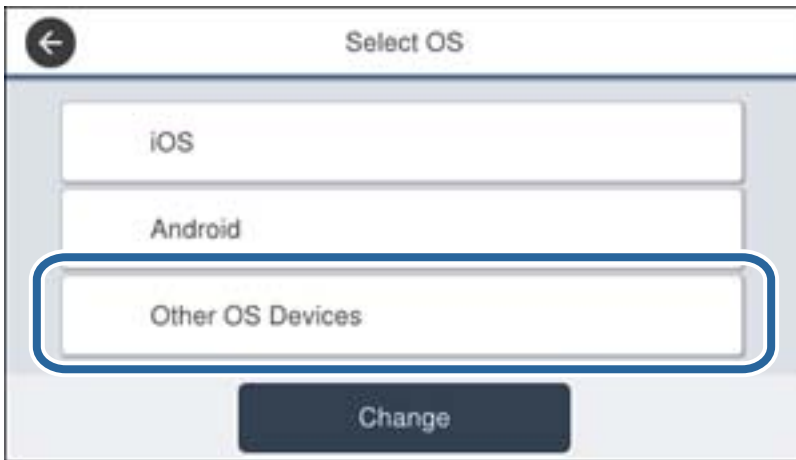 Select OS
iOS
Android
Other OS Devices
Change